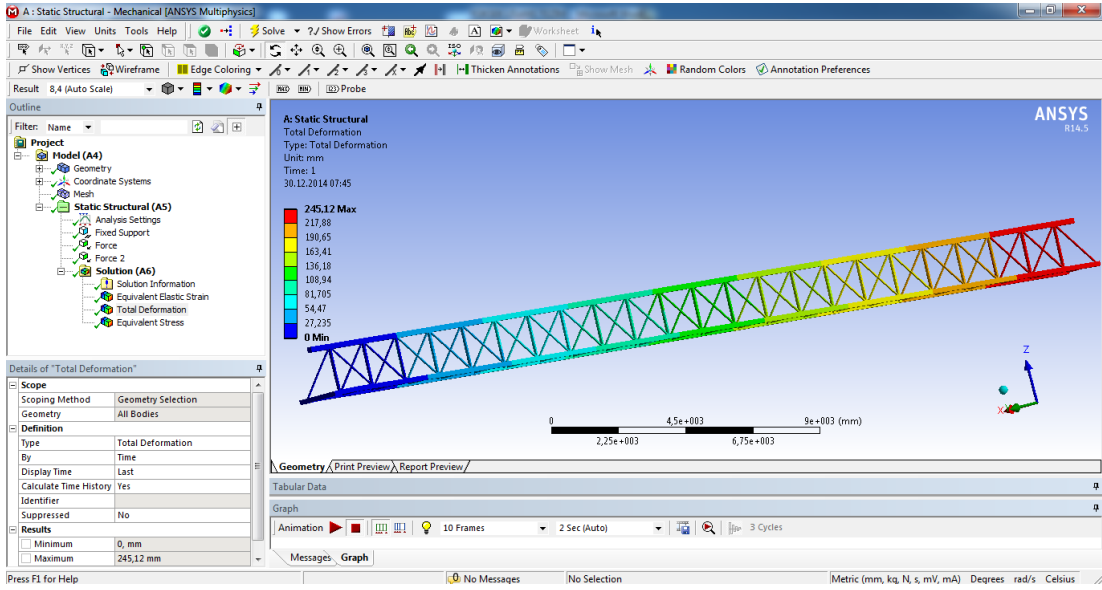 A : Static Structural - Mechanical [ANSYS Multiphysics]
File Edit View Units Tools Help Solve ?/ Show Errors Worksheet
Show Vertices Wireframe Edge Coloring Thicken Annotations Show Mesh Random Colors Annotation Preferences
Result 8,4 (Auto Scale) Probe
Outline
Filter: Name
Project
Model (A4)
Geometry
Coordinate Systems
Mesh
Static Structural (A5)
Analysis Settings
Fixed Support
Force
Force 2
Solution (A6)
Solution Information
Equivalent Elastic Strain
Total Deformation
Equivalent Stress
Details of "Total Deformation"
Scope
Scoping Method Geometry Selection
Geometry All Bodies
Definition
Type Total Deformation
By Time
Display Time Last
Calculate Time History Yes
Identifier
Suppressed No
Results
Minimum 0, mm
Maximum 245,12 mm
A: Static Structural
Total Deformation
Type: Total Deformation
Unit: mm
Time: 1
30.12.2014 07:45
245,12 Max
217,88
190,65
163,41
136,18
108,94
81,705
54,47
27,235
0 Min
ANSYS
R14.5
Z
X
0 4,5e+003 9e+003 (mm)
2,25e+003 6,75e+003
Geometry Print Preview Report Preview
Tabular Data
Graph
Animation 10 Frames 2 Sec (Auto) 3 Cycles
Messages Graph
Press F1 for Help No Messages No Selection Metric (mm, kg, N, s, mV, mA) Degrees rad/s Celsius